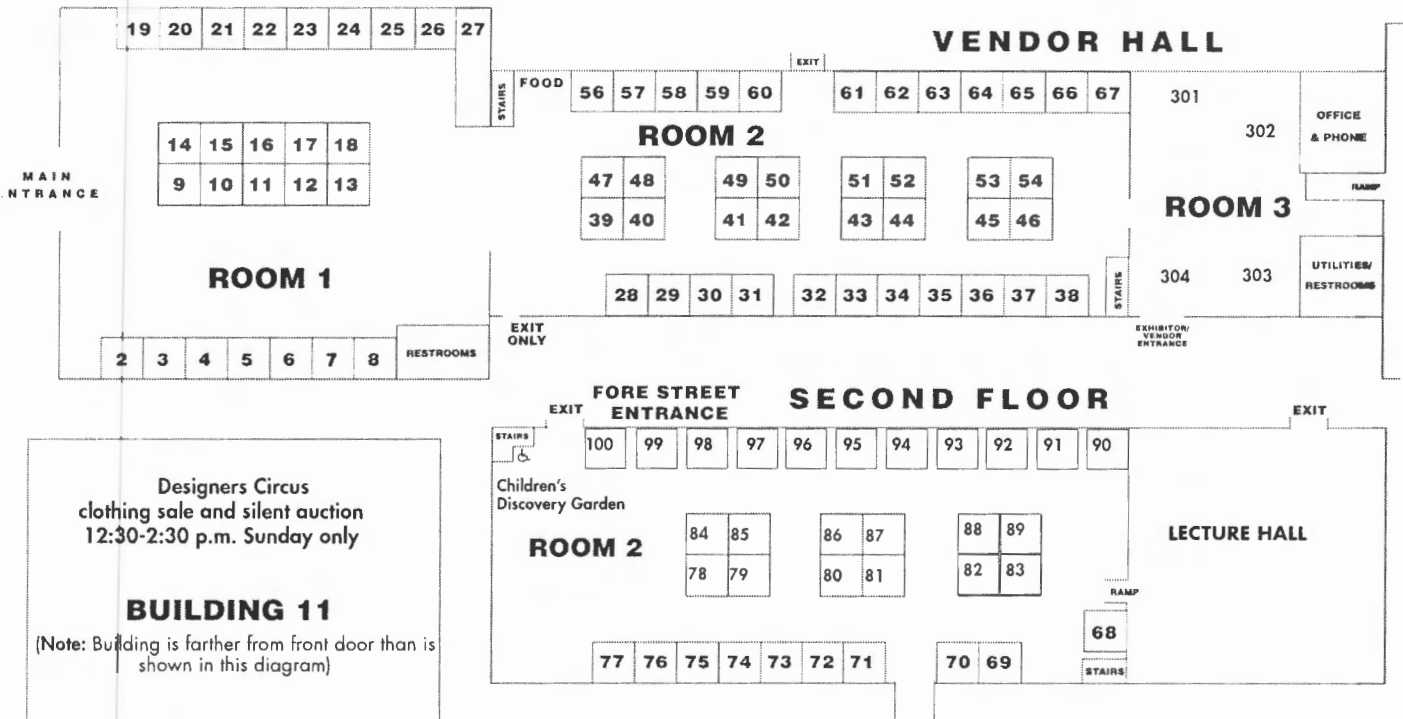 19 20 21 22 23 24 25 26 27
VENDOR HALL
EXIT
STAIRS
FOOD
56 57 58 59 60
61 62 63 64 65 66 67
301
302
OFFICE
& PHONE
ROOM 2
14 15 16 17 18
9 10 11 12 13
MAIN
NTRANCE
47 48 49 50 51 52 53 54
39 40 41 42 43 44 45 46
RAMP
ROOM 3
ROOM 1
28 29 30 31 32 33 34 35 36 37 38
STAIRS
304 303
UTILITIES/
RESTROOMS
EXIT
ONLY
EXHIBITOR/
VENDOR
ENTRANCE
2 3 4 5 6 7 8
RESTROOMS
FORE STREET
ENTRANCE
SECOND FLOOR
EXIT
EXIT
STAIRS
100 99 98 97 96 95 94 93 92 91 90
Children's
Discovery Garden
ROOM 2
84 85 86 87 88 89
78 79 80 81 82 83
LECTURE HALL
RAMP
68
STAIRS
77 76 75 74 73 72 71 70 69
Designers Circus
clothing sale and silent auction
12:30-2:30 p.m. Sunday only
BUILDING 11
(Note: Building is farther from front door than is
shown in this diagram)